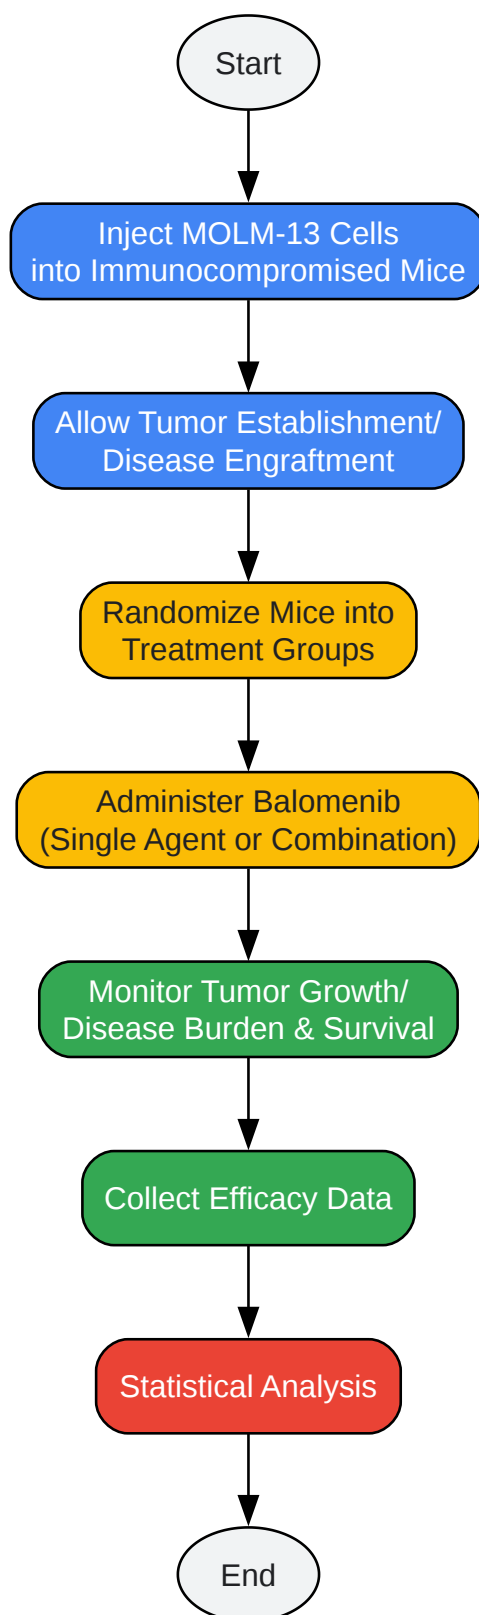 Start
Inject MOLM-13 Cells
into Immunocompromised Mice
Allow Tumor Establishment/
Disease Engraftment
Randomize Mice into
Treatment Groups
Administer Balomenib
(Single Agent or Combination)
Monitor Tumor Growth/
Disease Burden & Survival
Collect Efficacy Data
Statistical Analysis
End